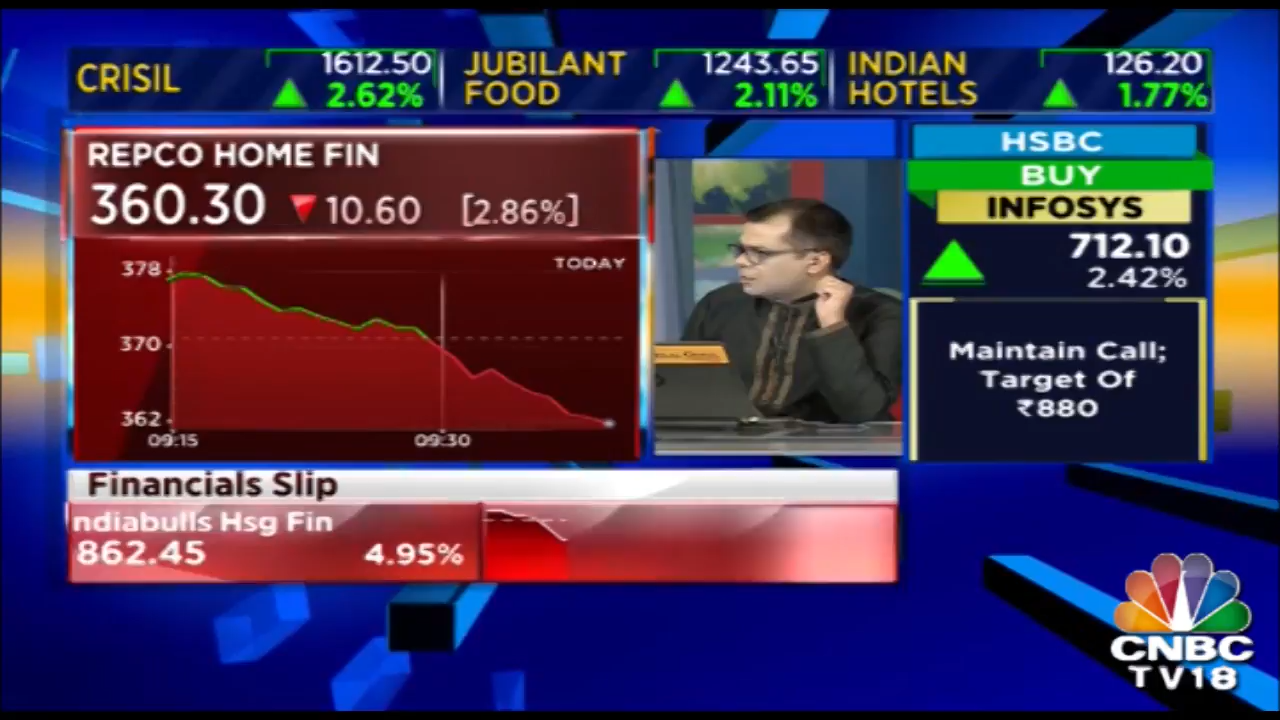 CRISIL
1612.50
2.62%
JUBILANT
FOOD
1243.65
2.11%
INDIAN
HOTELS
126.20
1.77%
REPCO HOME FIN
360.30 10.60 [2.86%]
TODAY
378
370
362
09:15 09:30
HSBC
BUY
INFOSYS
712.10
2.42%
Maintain Call;
Target Of
₹880
Financials Slip
ndiabulls Hsg Fin
862.45 4.95%
CNBC
TV18